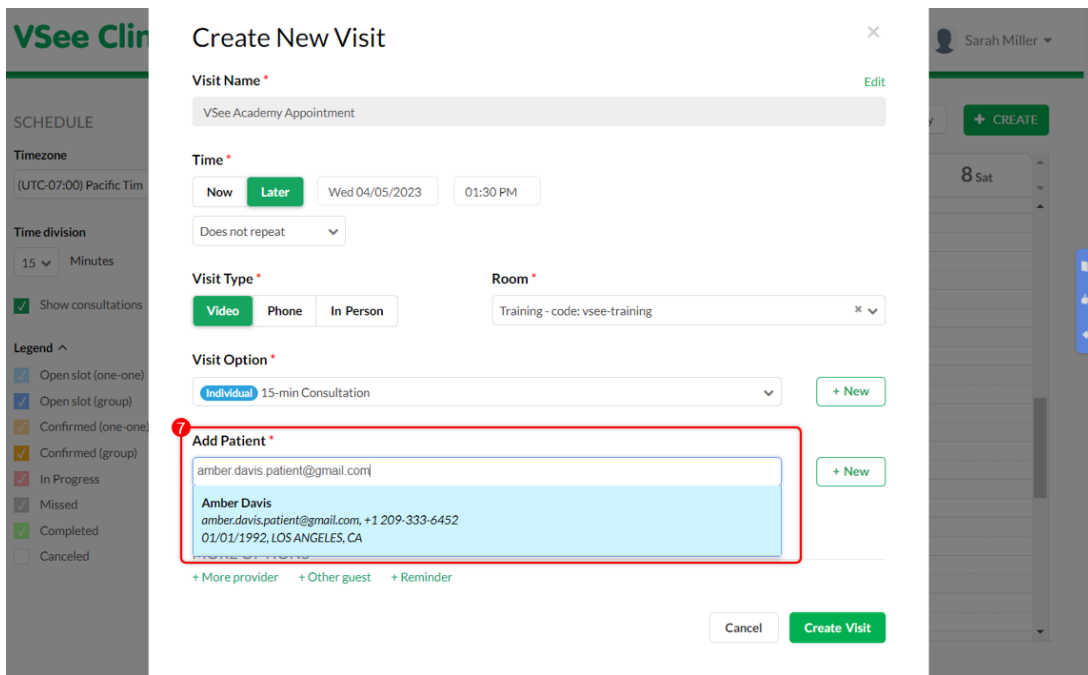 VSee Clin
Sarah Miller
SCHEDULE
Timezone
(UTC-07:00) Pacific Tim
Time division
15
Minutes
Show consultations
Legend
Open slot (one-one)
Open slot (group)
Confirmed (one-one)
Confirmed (group)
In Progress
Missed
Completed
Canceled
Create New Visit
×
Visit Name *
Edit
VSee Academy Appointment
Time *
Now
Later
Wed 04/05/2023
01:30 PM
Does not repeat
Visit Type *
Room *
Video
Phone
In Person
Training - code: vsee-training
×
Visit Option *
Individual 15-min Consultation
+ New
7
Add Patient *
amber.davis.patient@gmail.com
+ New
Amber Davis
amber.davis.patient@gmail.com, +1 209-333-6452
01/01/1992, LOS ANGELES, CA
MORE OPTIONS
+ More provider + Other guest + Reminder
Cancel
Create Visit
y
+ CREATE
8 Sat